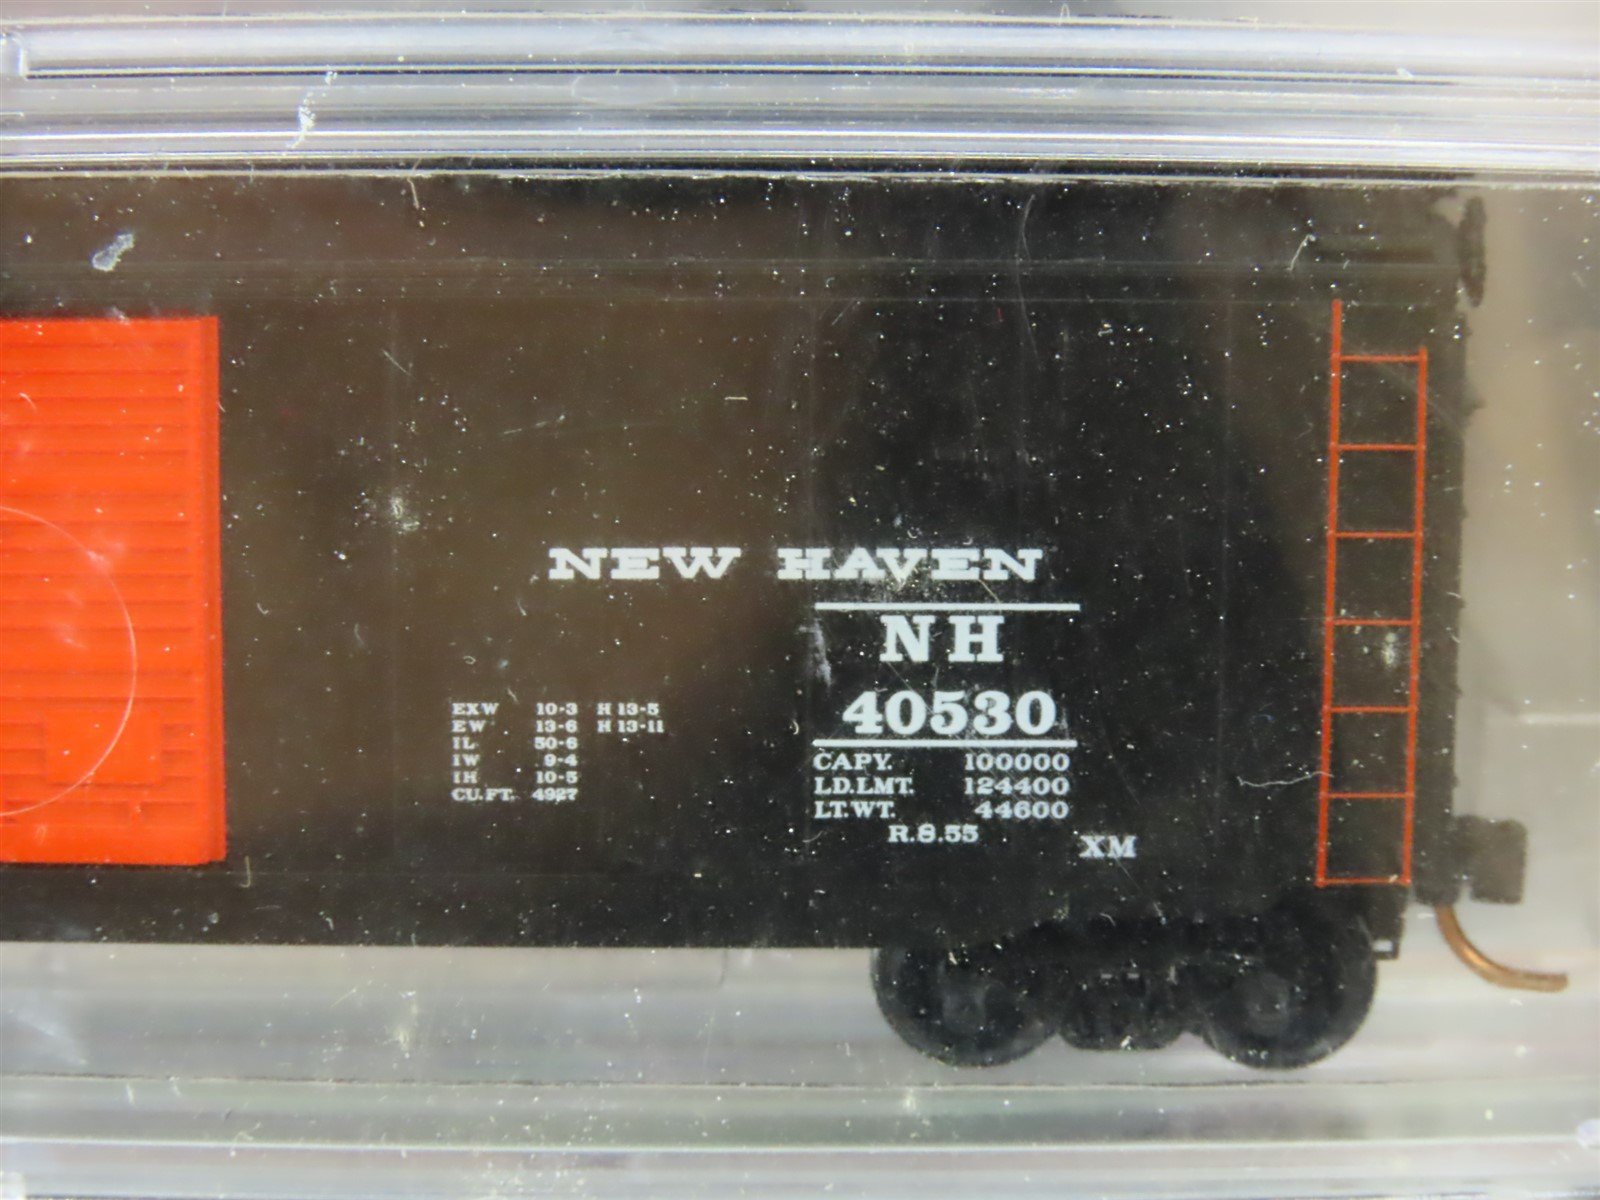 NEW HAVEN
NH
40530
CAPY. 100000
LD.LMT. 124400
LT.WT. 44600
R.8.55
XM
EXW 10-3 H 13-5
EW 13-6 H 13-11
IL 50-6
IW 9-4
IH 10-5
CU.FT. 4927